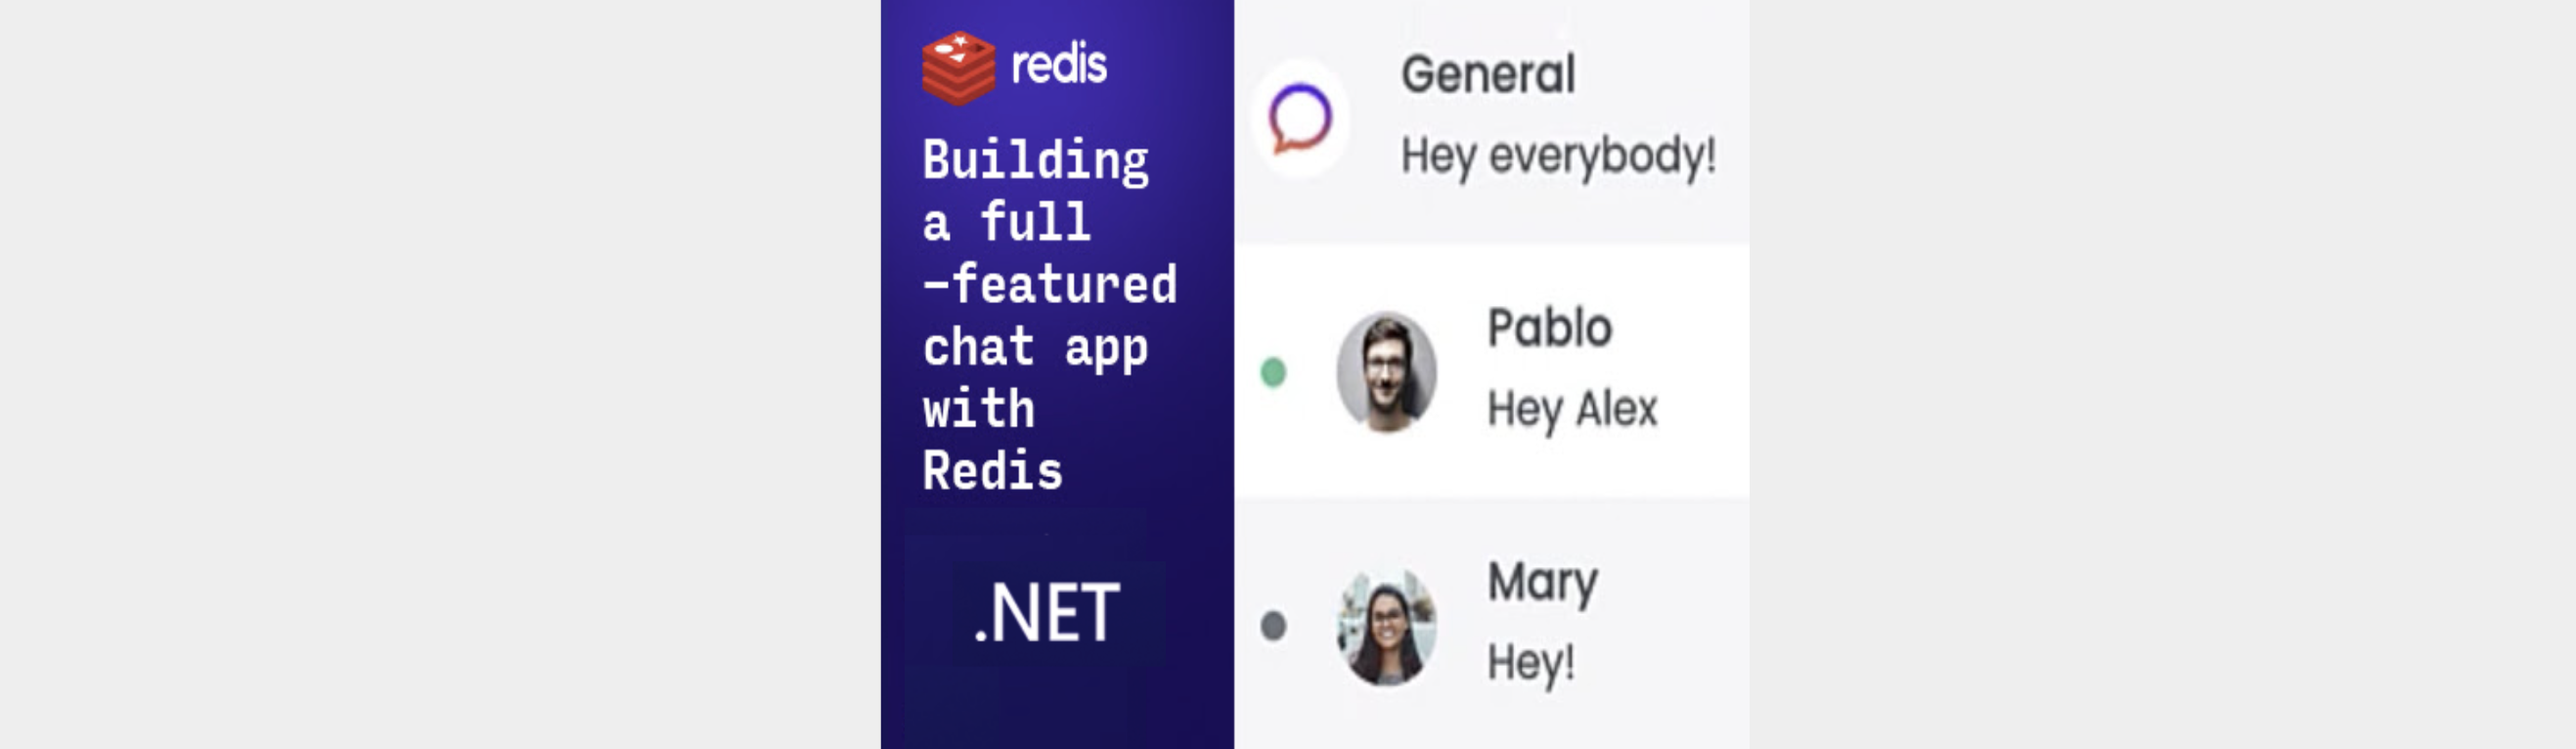 redis
Building
a full
-featured
chat app
with
Redis
.NET
General
Hey everybody!
Pablo
Hey Alex
Mary
Hey!